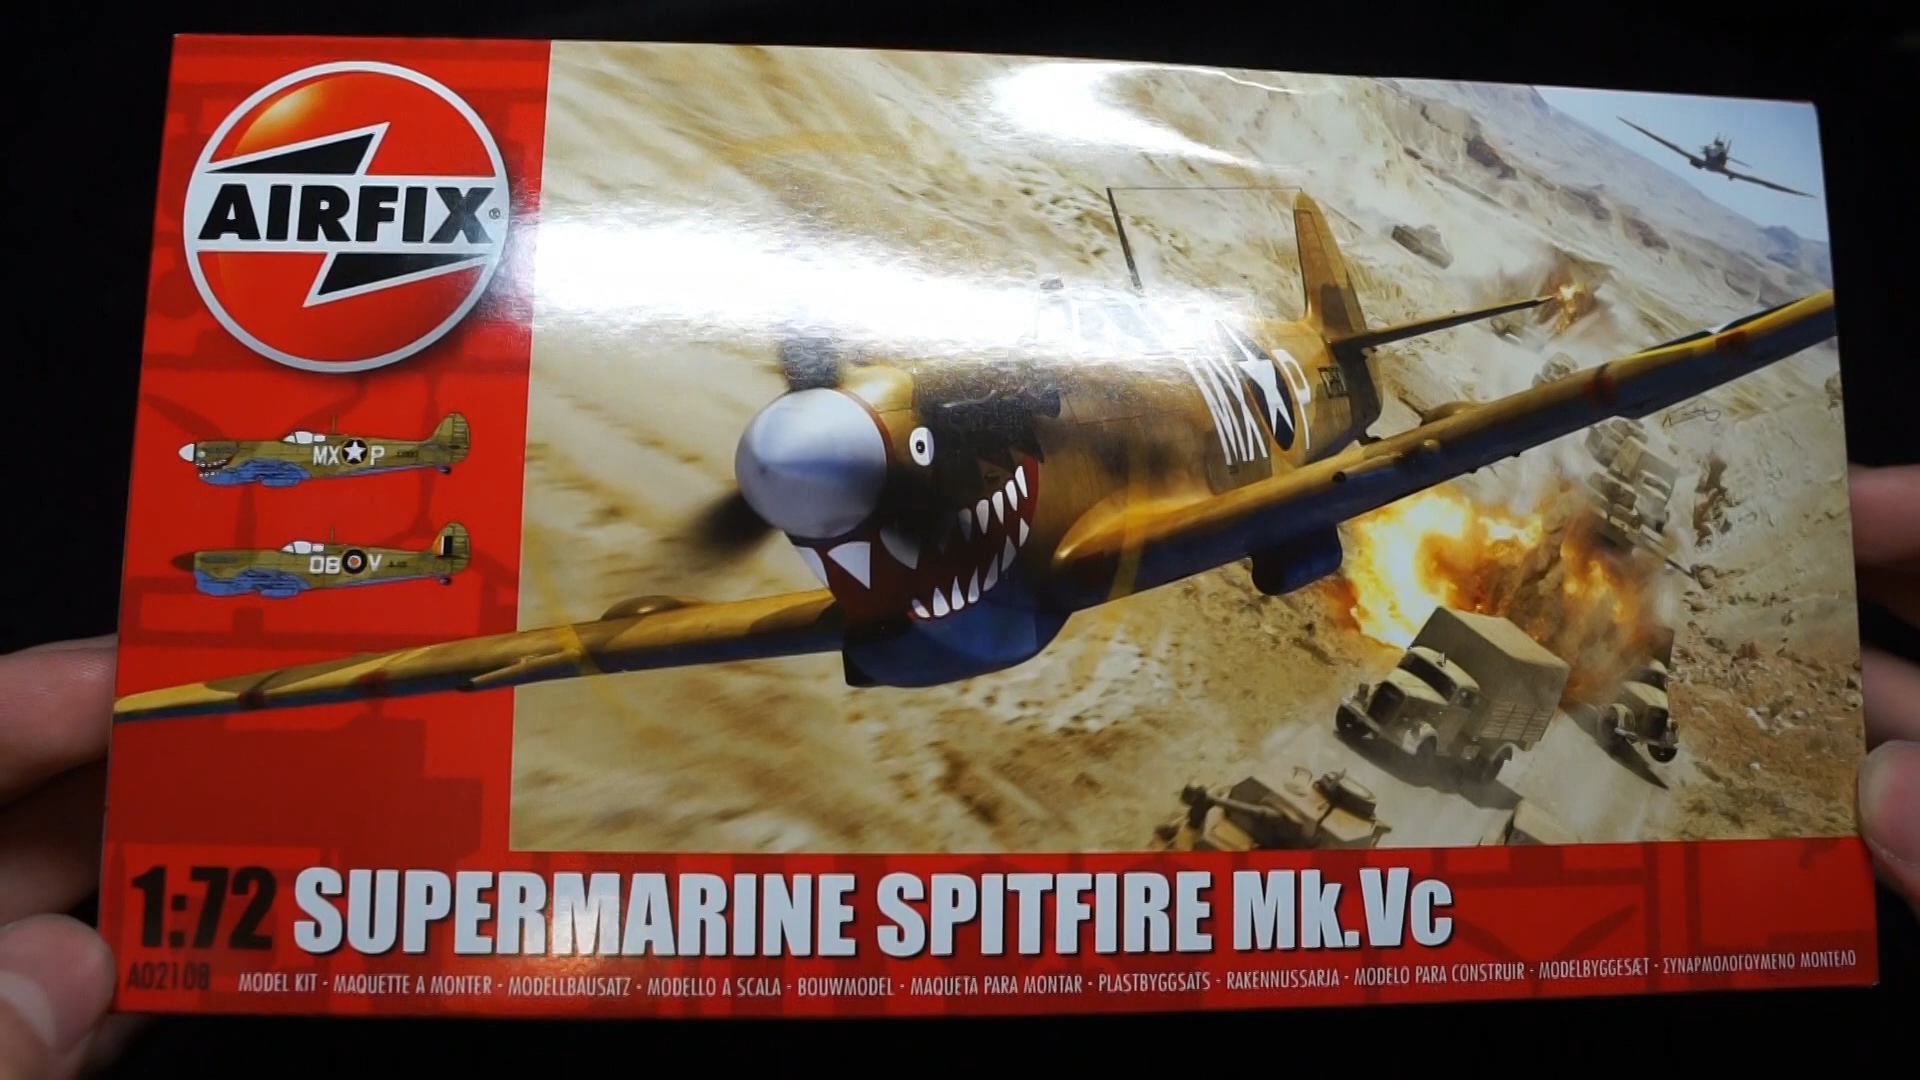 AIRFIX®
MX P
MX P
OB V
1:72 SUPERMARINE SPITFIRE Mk.Vc
A02108
MODEL KIT · MAQUETTE A MONTER · MODELLBAUSATZ · MODELLO A SCALA · BOUWMODEL · MAQUETA PARA MONTAR · PLASTBYGGSATS · RAKENNUSSARJA · MODELO PARA CONSTRUIR · MODELBYGGESÆT · ΣΥΝΑΡΜΟΛΟΓΟΥΜΕΝΟ ΜΟΝΤΕΛΟ